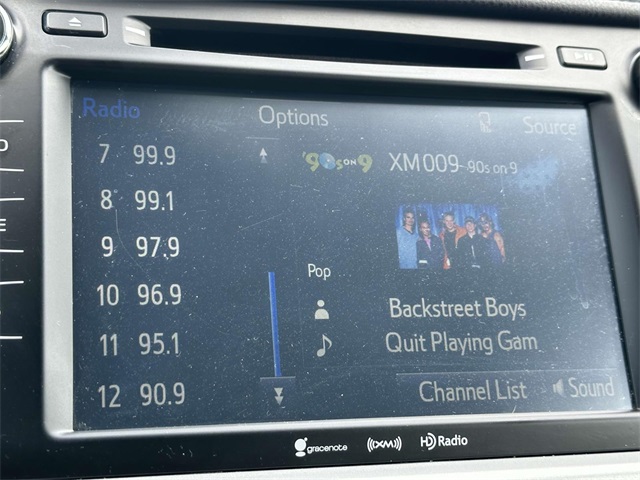 Radio Options Source
7 99.9
8 99.1
9 97.9
10 96.9
11 95.1
12 90.9
'90s ON 9 XM009 - 90s on 9
Pop
Backstreet Boys
Quit Playing Gam
Channel List Sound
gracenote ((XM)) HD Radio